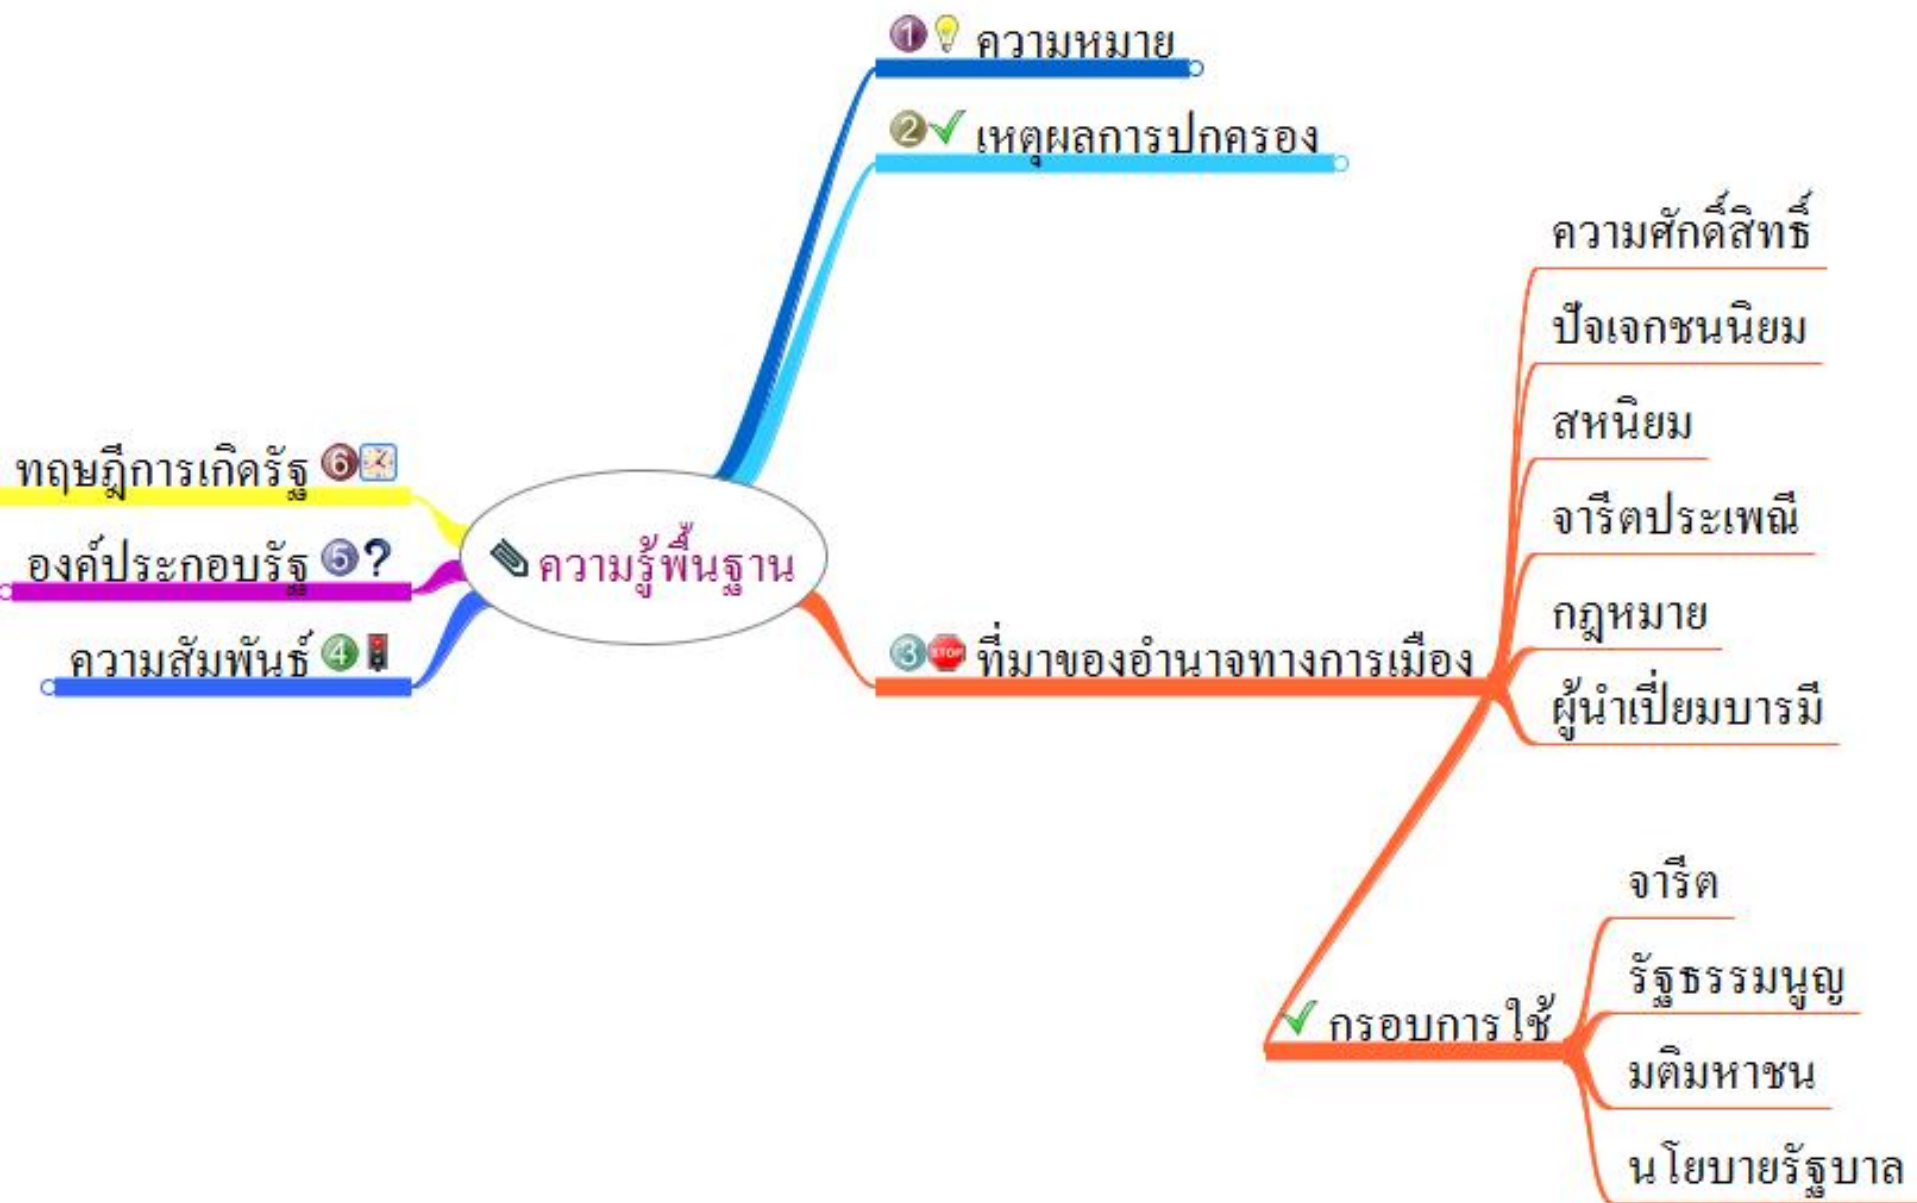 1 ความหมาย
2 เหตุผลการปกครอง
ความศักดิ์สิทธิ์
ปัจเจกชนนิยม
สหนิยม
จารีตประเพณี
กฎหมาย
ผู้นำเปี่ยมบารมี
ทฤษฎีการเกิดรัฐ 6
องค์ประกอบรัฐ 5 ?
ความสัมพันธ์ 4
ความรู้พื้นฐาน
3 STOP ที่มาของอำนาจทางการเมือง
กรอบการใช้
จารีต
รัฐธรรมนูญ
มติมหาชน
นโยบายรัฐบาล